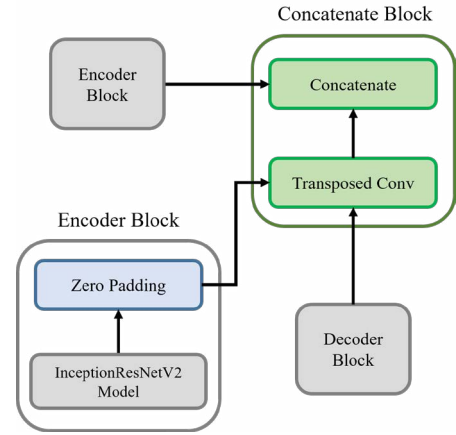 Concatenate Block
Encoder
Block
Concatenate
Transposed Conv
Encoder Block
Zero Padding
InceptionResNetV2
Model
Decoder
Block